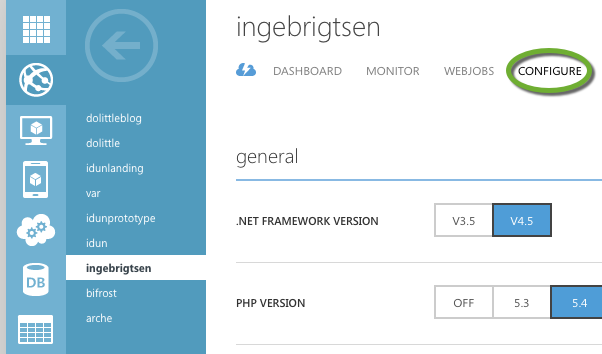 ingebrigtsen
DASHBOARD MONITOR WEBJOBS CONFIGURE
dolittleblog
dolittle
idunlanding
var
idunprototype
idun
ingebrigtsen
bifrost
arche
general
.NET FRAMEWORK VERSION V3.5 V4.5
PHP VERSION OFF 5.3 5.4
DB